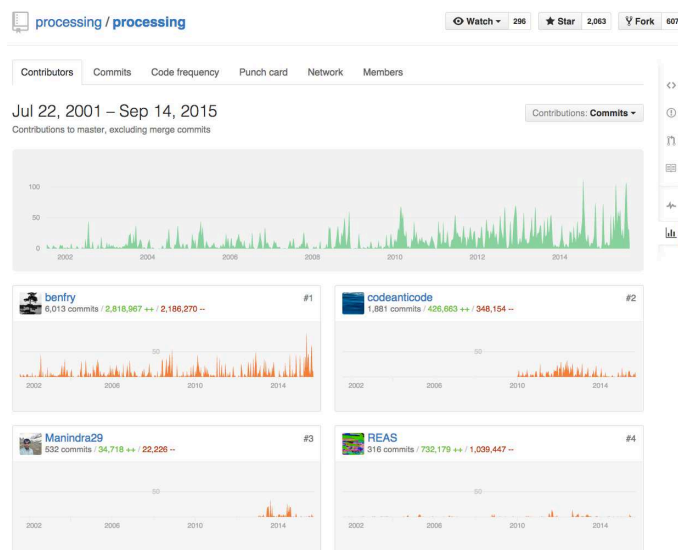 processing / processing
Watch 296 Star 2,063 Fork 607
Contributors Commits Code frequency Punch card Network Members
Jul 22, 2001 – Sep 14, 2015
Contributions: Commits
Contributions to master, excluding merge commits
100
50
0
2002 2004 2006 2008 2010 2012 2014
benfry #1
6,013 commits / 2,818,967 ++ / 2,186,270 --
50
2002 2006 2010 2014
codeanticode #2
1,881 commits / 426,663 ++ / 348,154 --
50
2002 2006 2010 2014
Manindra29 #3
532 commits / 34,718 ++ / 22,226 --
50
2002 2006 2010 2014
REAS #4
316 commits / 732,179 ++ / 1,039,447 --
50
2002 2006 2010 2014